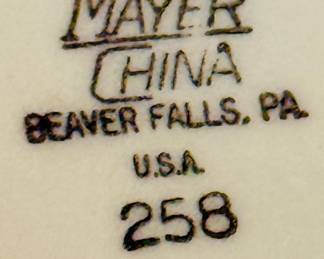 MAYER
CHINA
BEAVER FALLS, PA.
U.S.A.
258